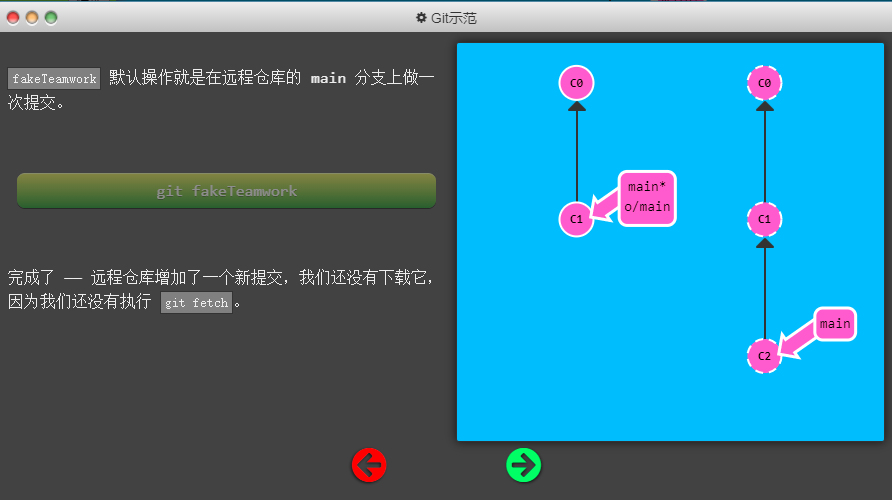 Git示范
fakeTeamwork 默认操作就是在远程仓库的 main 分支上做一
次提交。
git fakeTeamwork
完成了 —— 远程仓库增加了一个新提交，我们还没有下载它，
因为我们还没有执行 git fetch。
C0
C1
main*
o/main
C0
C1
C2
main